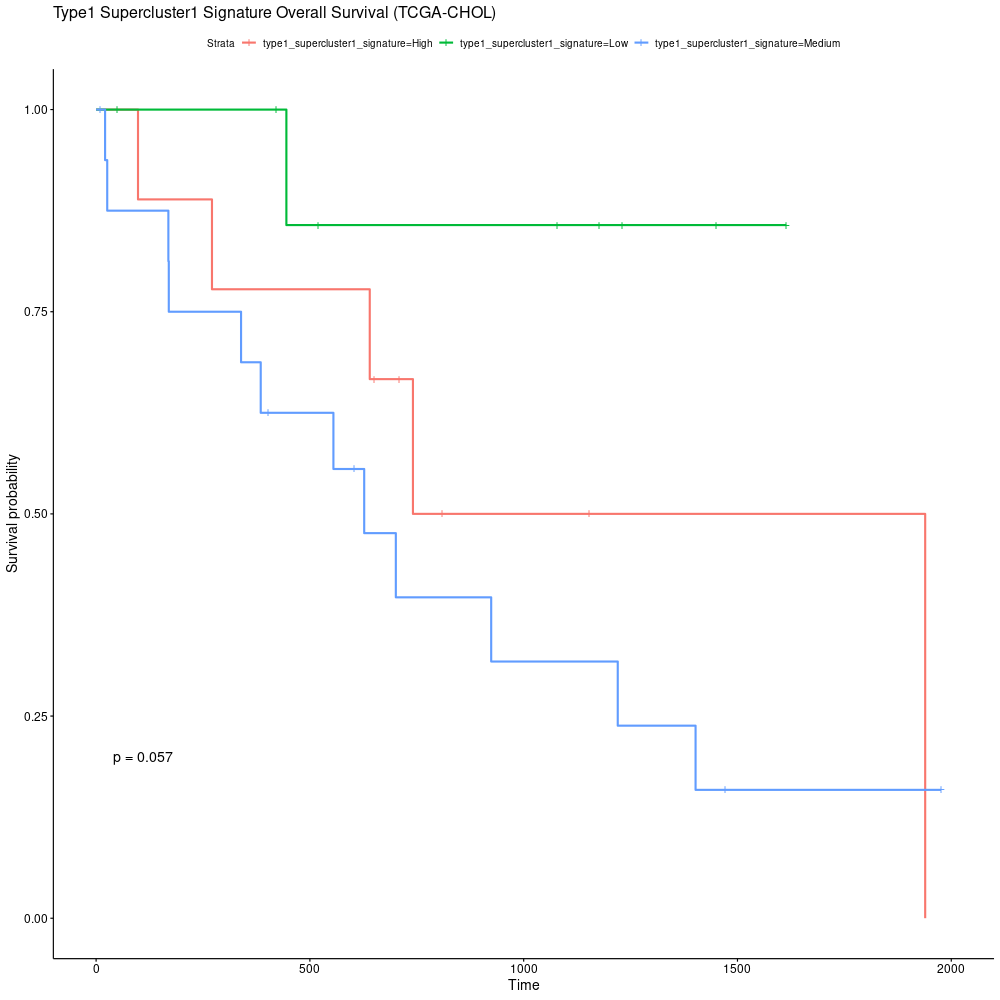 Type1 Supercluster1 Signature Overall Survival (TCGA-CHOL)
Strata type1_supercluster1_signature=High type1_supercluster1_signature=Low type1_supercluster1_signature=Medium
1.00
0.75
0.50
0.25
0.00
Survival probability
p = 0.057
0 500 1000 1500 2000
Time